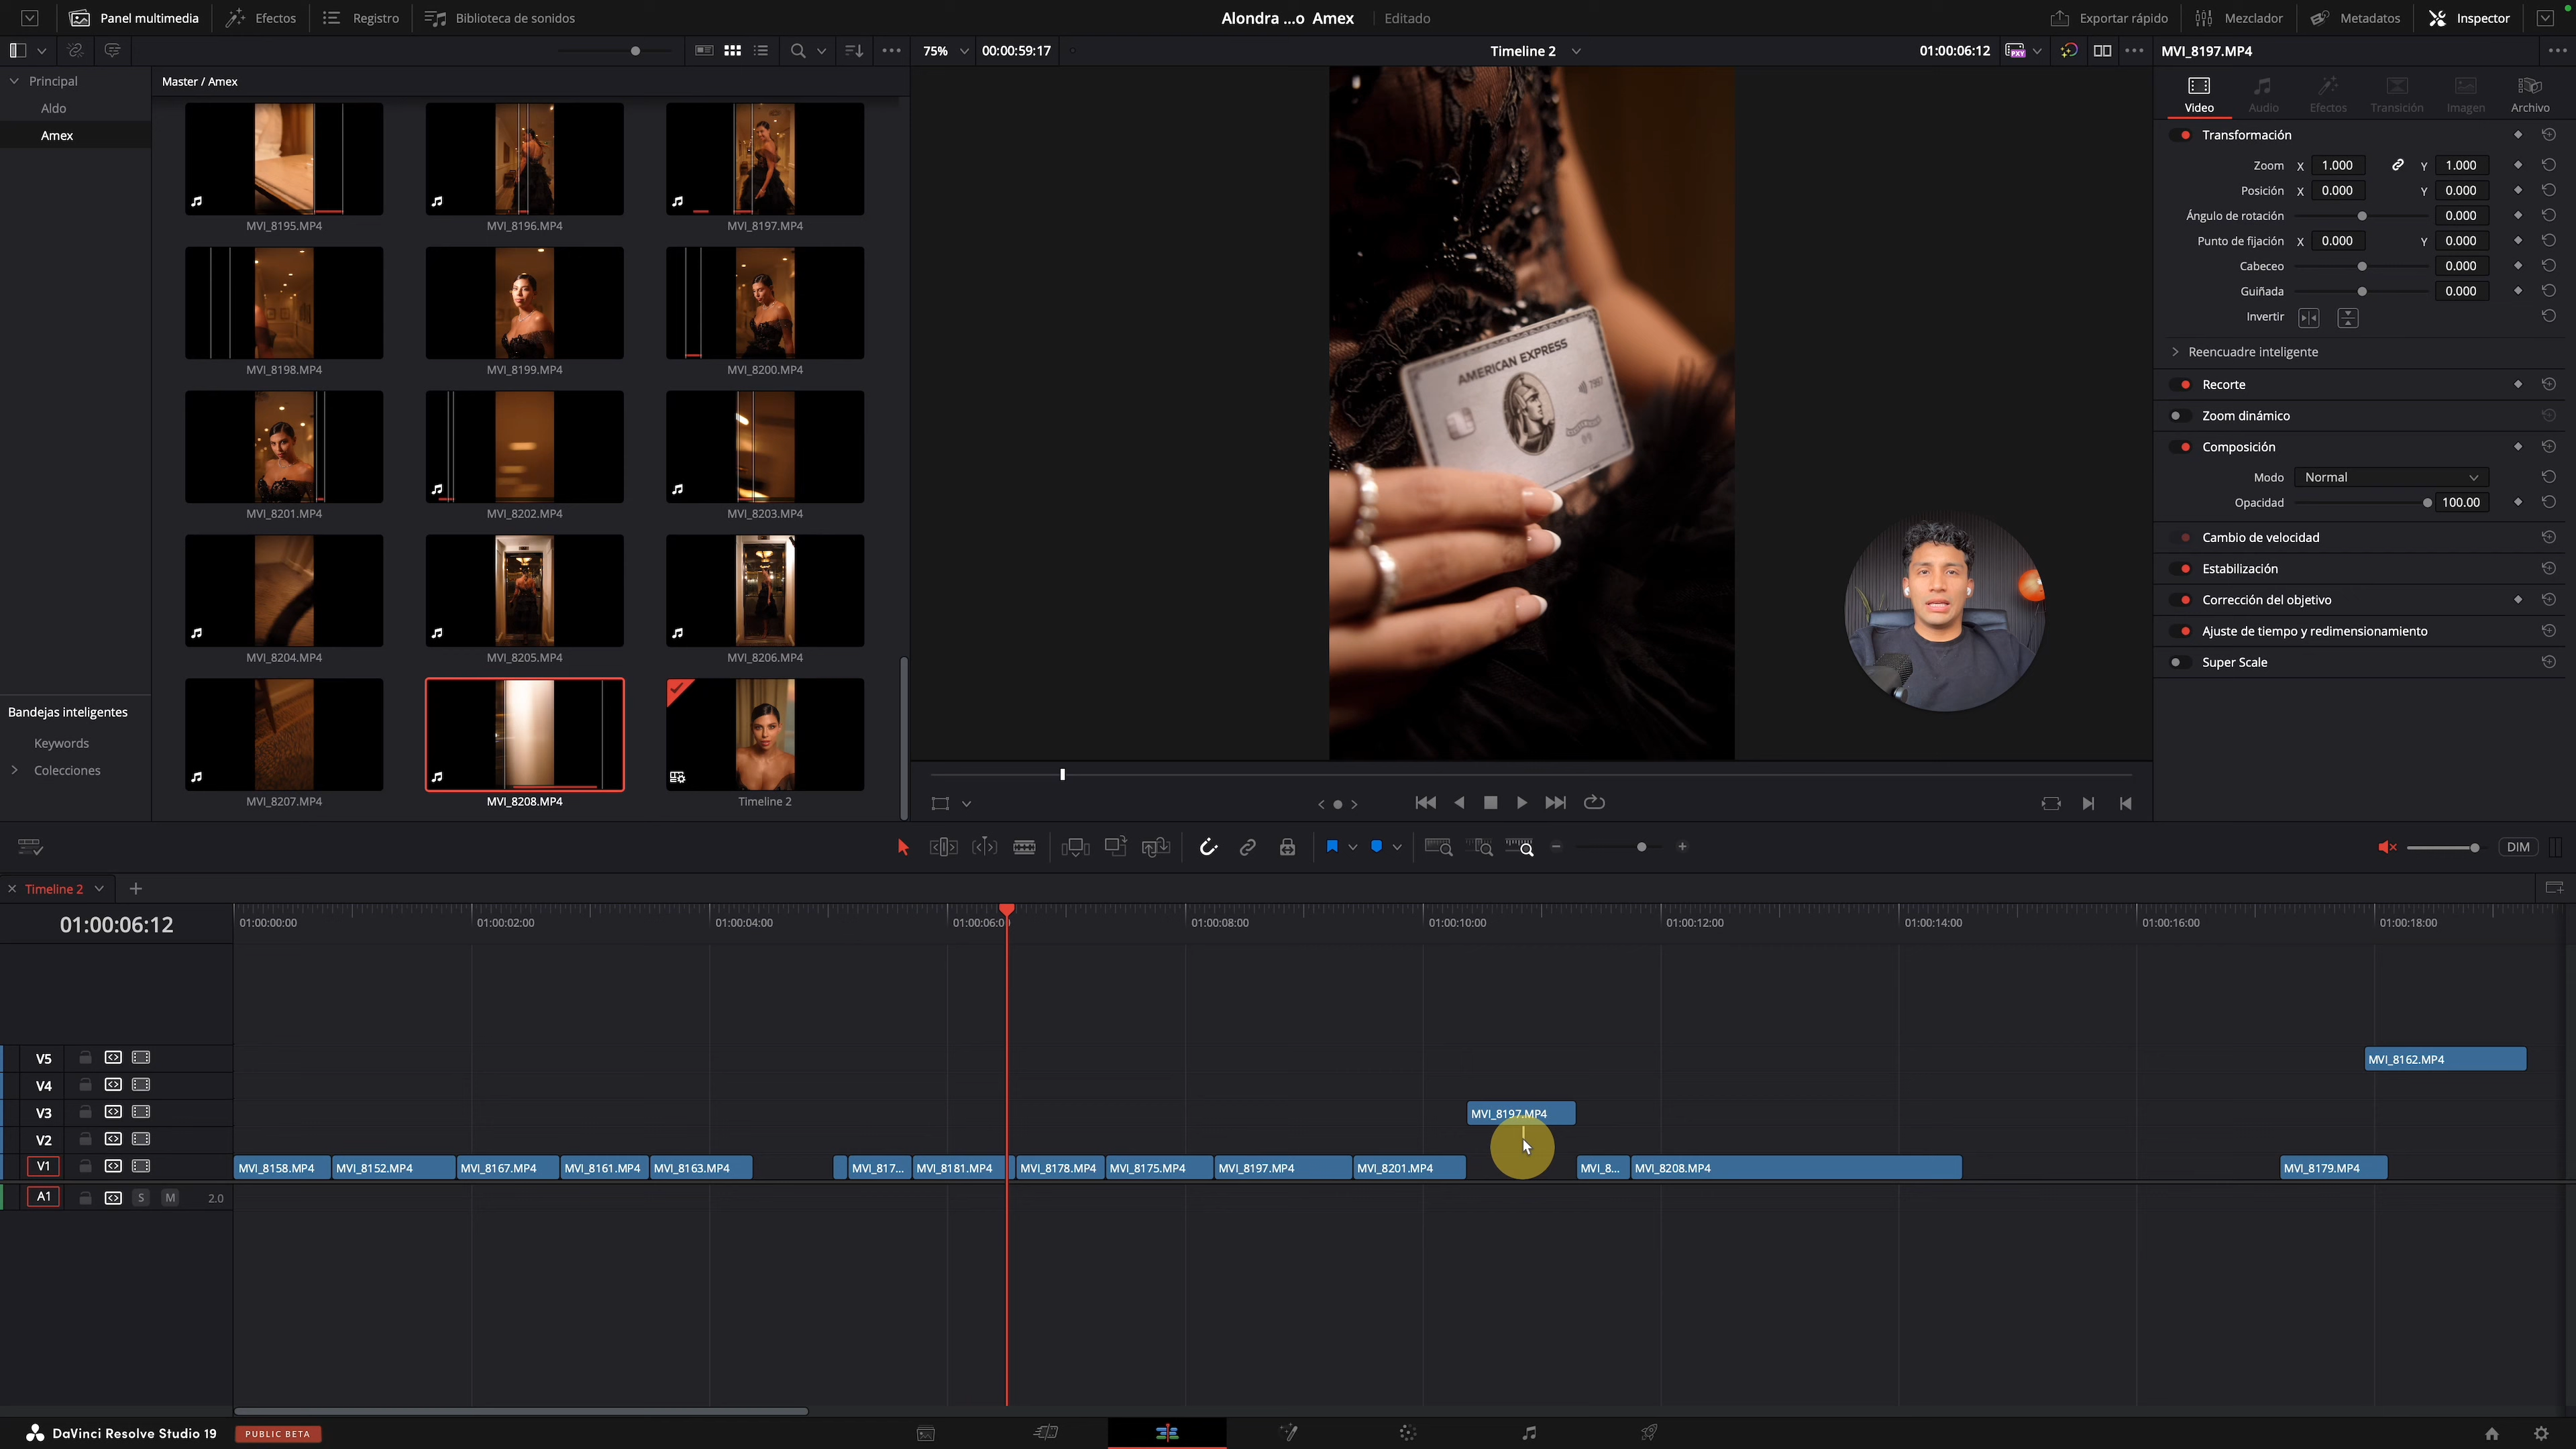 Panel multimedia
Efectos
Registro
Biblioteca de sonidos
Alondra ...o Amex
Editado
Exportar rápido
Mezclador
Metadatos
Inspector
75%
00:00:59:17
Timeline 2
01:00:06:12
PXY
MVI_8197.MP4
Principal
Aldo
Amex
Master / Amex
MVI_8195.MP4
MVI_8196.MP4
MVI_8197.MP4
MVI_8198.MP4
MVI_8199.MP4
MVI_8200.MP4
MVI_8201.MP4
MVI_8202.MP4
MVI_8203.MP4
MVI_8204.MP4
MVI_8205.MP4
MVI_8206.MP4
MVI_8207.MP4
MVI_8208.MP4
Timeline 2
Bandejas inteligentes
Keywords
Colecciones
AMERICAN EXPRESS
7997
Video
Audio
Efectos
Transición
Imagen
Archivo
Transformación
Zoom X 1.000 Y 1.000
Posición X 0.000 Y 0.000
Ángulo de rotación 0.000
Punto de fijación X 0.000 Y 0.000
Cabeceo 0.000
Guiñada 0.000
Invertir
Reencuadre inteligente
Recorte
Zoom dinámico
Composición
Modo Normal
Opacidad 100.00
Cambio de velocidad
Estabilización
Corrección del objetivo
Ajuste de tiempo y redimensionamiento
Super Scale
DIM
Timeline 2
01:00:06:12
01:00:00:00
01:00:02:00
01:00:04:00
01:00:06:0
01:00:08:00
01:00:10:00
01:00:12:00
01:00:14:00
01:00:16:00
01:00:18:00
V5
MVI_8162.MP4
V4
V3
MVI_8197.MP4
V2
V1
MVI_8158.MP4
MVI_8152.MP4
MVI_8167.MP4
MVI_8161.MP4
MVI_8163.MP4
MVI_817...
MVI_8181.MP4
MVI_8178.MP4
MVI_8175.MP4
MVI_8197.MP4
MVI_8201.MP4
MVI_8...
MVI_8208.MP4
MVI_8179.MP4
A1 S M 2.0
DaVinci Resolve Studio 19
PUBLIC BETA